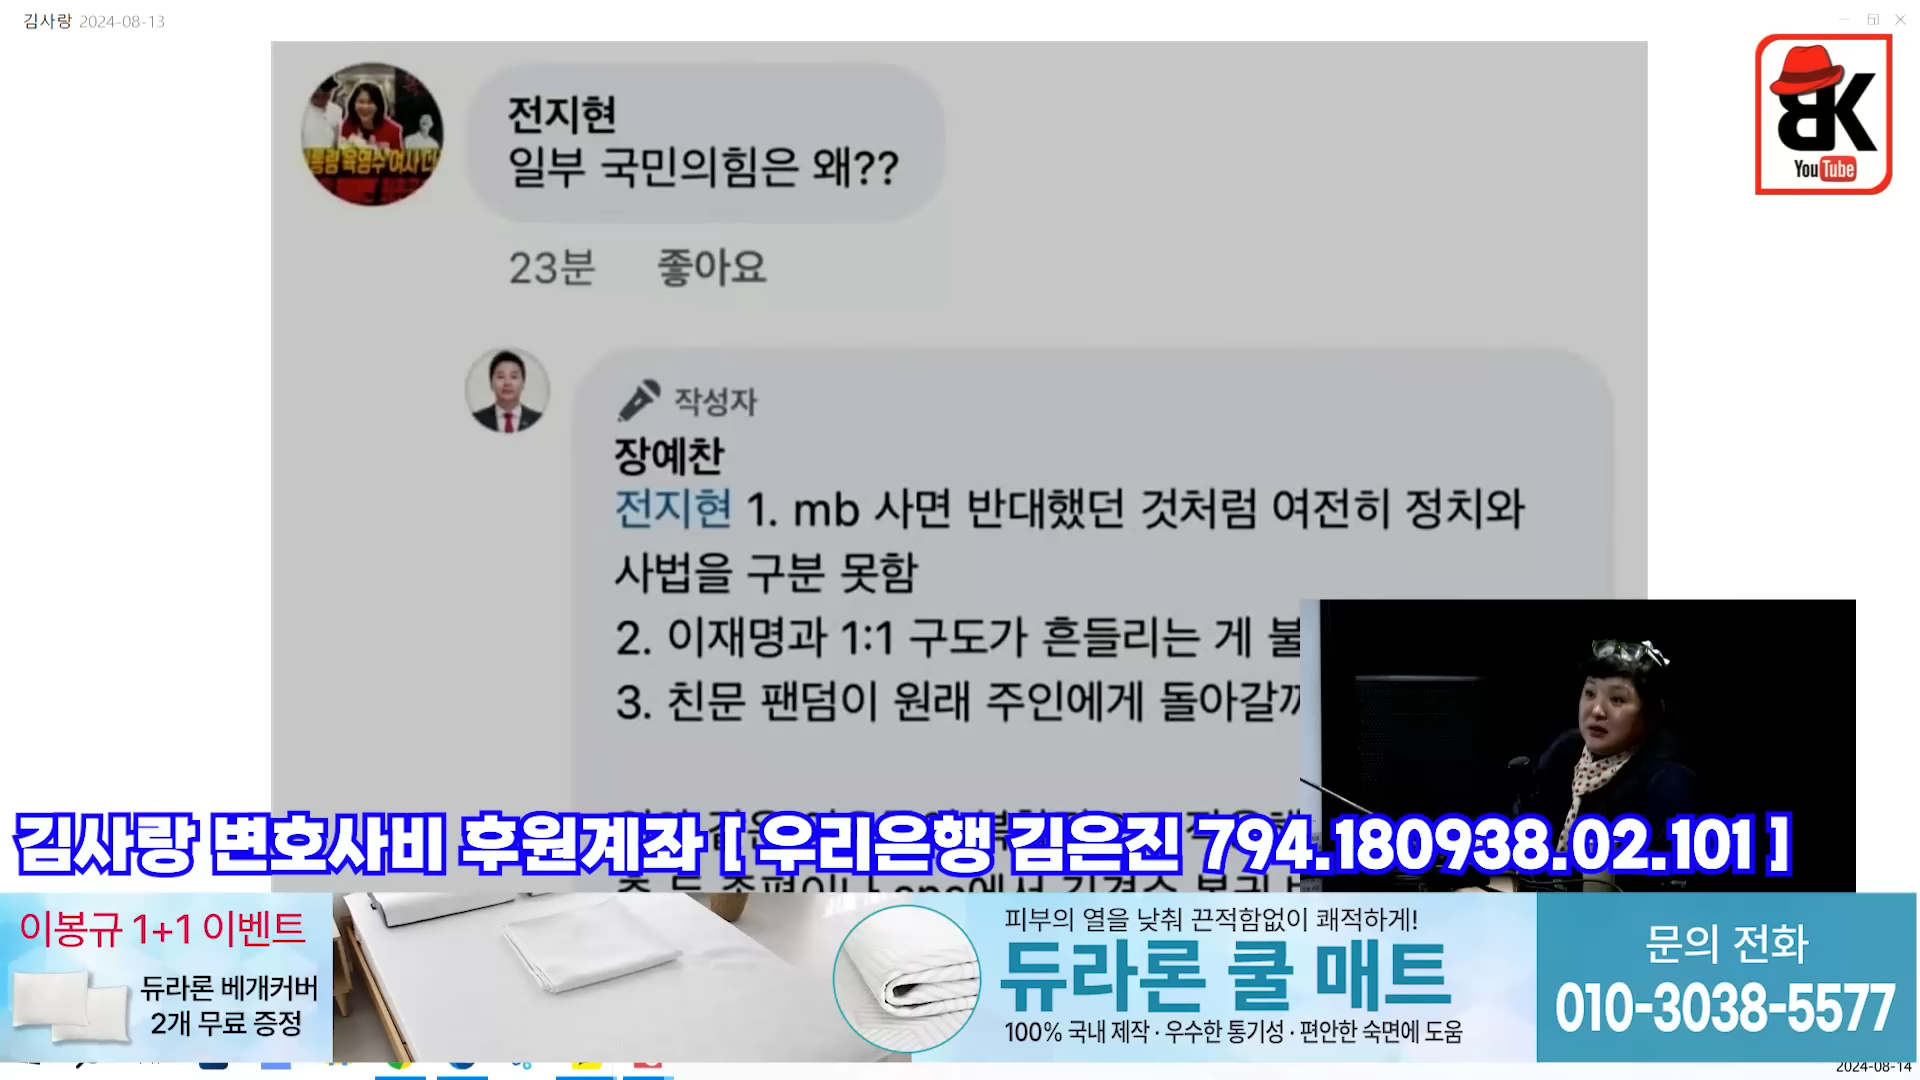 김사랑 2024-08-13
BK
YouTube
전지현
일부 국민의힘은 왜??
23분 좋아요
작성자
장예찬
전지현 1. mb 사면 반대했던 것처럼 여전히 정치와
사법을 구분 못함
2. 이재명과 1:1 구도가 흔들리는 게
3. 친문 팬덤이 원래 주인에게 돌아갈까
김사랑 변호사비 후원계좌 [ 우리은행 김은진 794.180938.02.101 ]
이봉규 1+1 이벤트
듀라론 베개커버
2개 무료 증정
피부의 열을 낮춰 끈적함없이 쾌적하게!
듀라론 쿨 매트
100% 국내 제작 · 우수한 통기성 · 편안한 숙면에 도움
문의 전화
010-3038-5577
2024-08-14